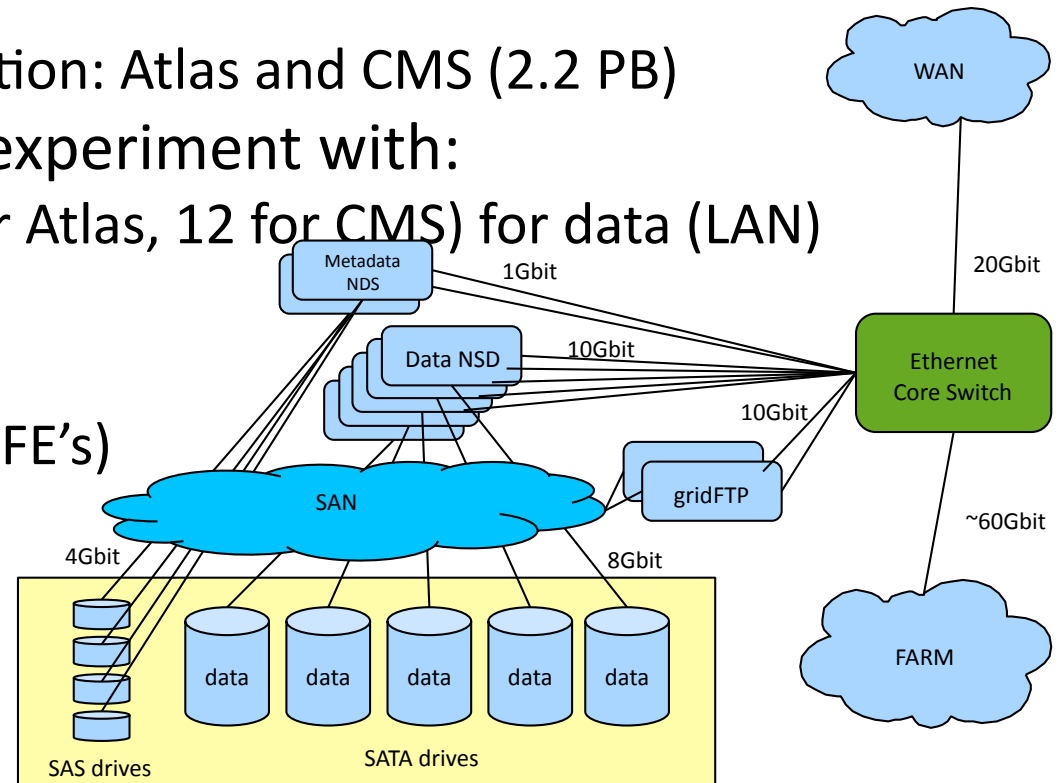 tion: Atlas and CMS (2.2 PB)
WAN
experiment with:
r Atlas, 12 for CMS) for data (LAN)
Metadata
NDS
1Gbit
20Gbit
Data NSD
10Gbit
Ethernet
Core Switch
10Gbit
FE’s)
gridFTP
SAN
~60Gbit
4Gbit
8Gbit
data
data
data
data
data
FARM
SAS drives
SATA drives